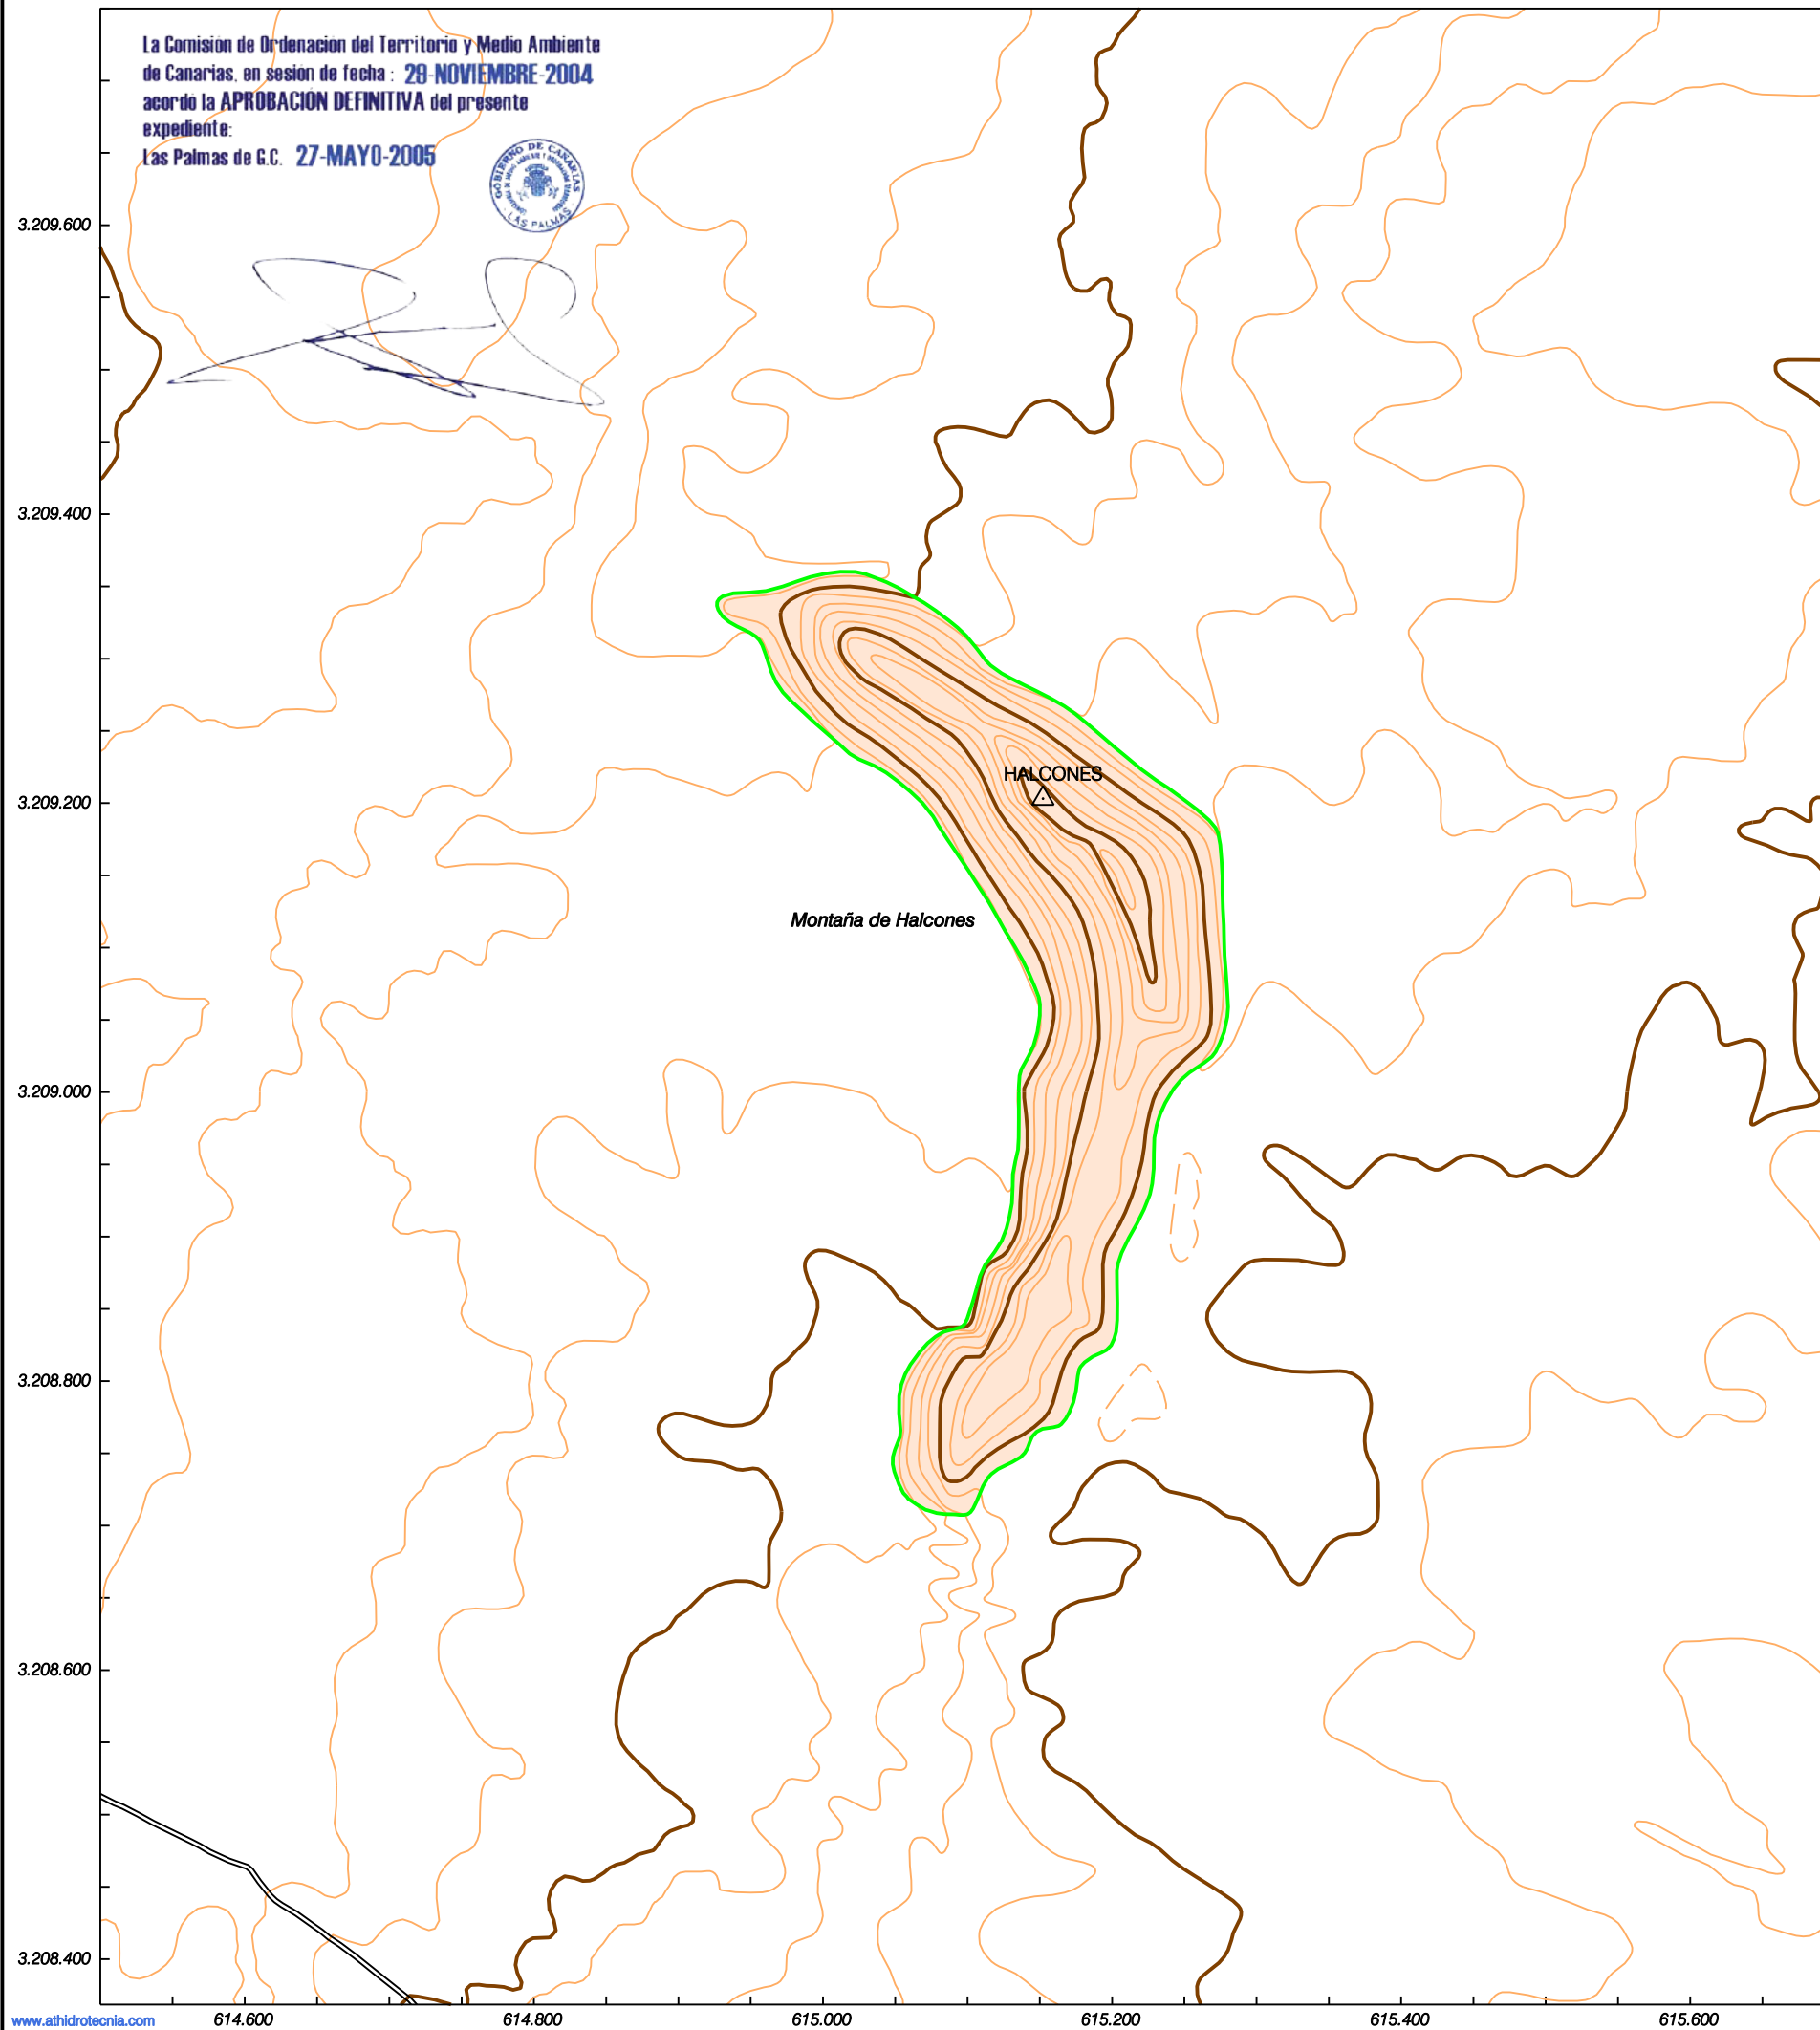 La Comisión de Ordenación del Territorio y Medio Ambiente
de Canarias, en sesión de fecha : 29-NOVIEMBRE-2004
acordó la APROBACIÓN DEFINITIVA del presente
expediente:
Las Palmas de G.C. 27-MAYO-2005
GOBIERNO DE CANARIAS
LAS PALMAS
3.209.600
3.209.400
HALCONES
3.209.200
Montaña de Halcones
3.209.000
3.208.800
3.208.600
3.208.400
www.athidrotecnia.com
614.600
614.800
615.000
615.200
615.400
615.600